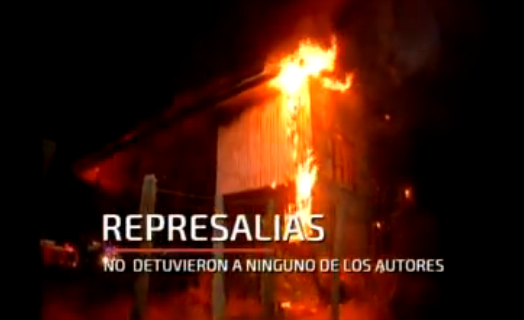 REPRESALIAS
NO DETUVIERON A NINGUNO DE LOS AUTORES